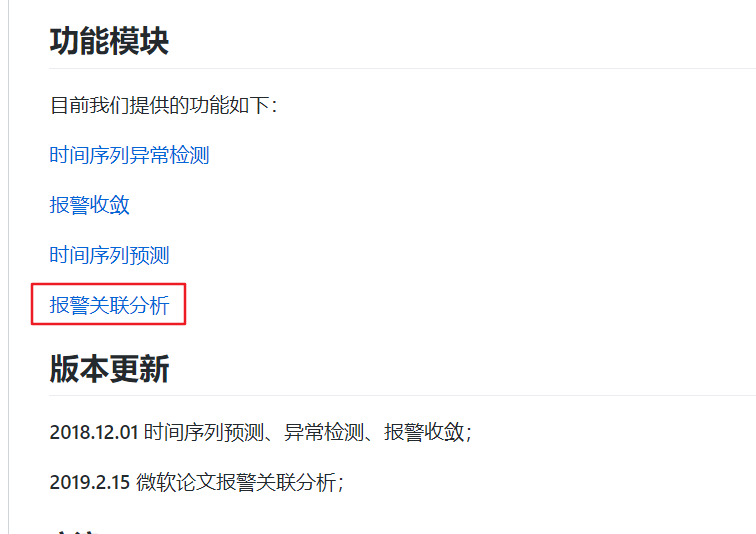 功能模块
目前我们提供的功能如下：
时间序列异常检测
报警收敛
时间序列预测
报警关联分析
版本更新
2018.12.01 时间序列预测、异常检测、报警收敛；
2019.2.15 微软论文报警关联分析；